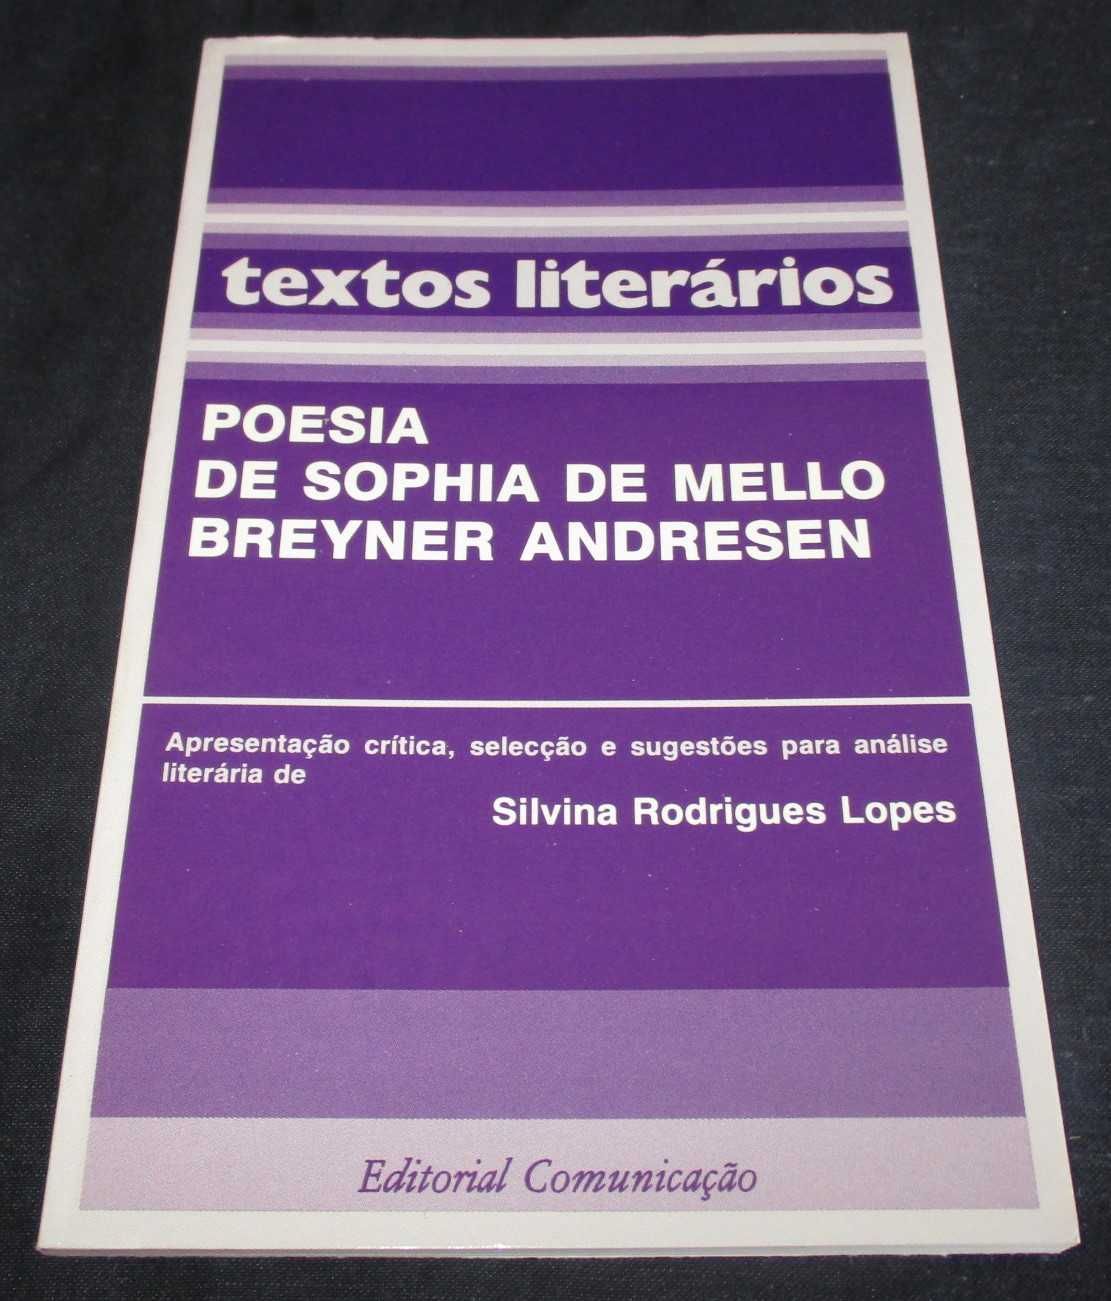 textos literários
POESIA
DE SOPHIA DE MELLO
BREYNER ANDRESEN
Apresentação crítica, selecção e sugestões para análise
literária de
Silvina Rodrigues Lopes
Editorial Comunicação